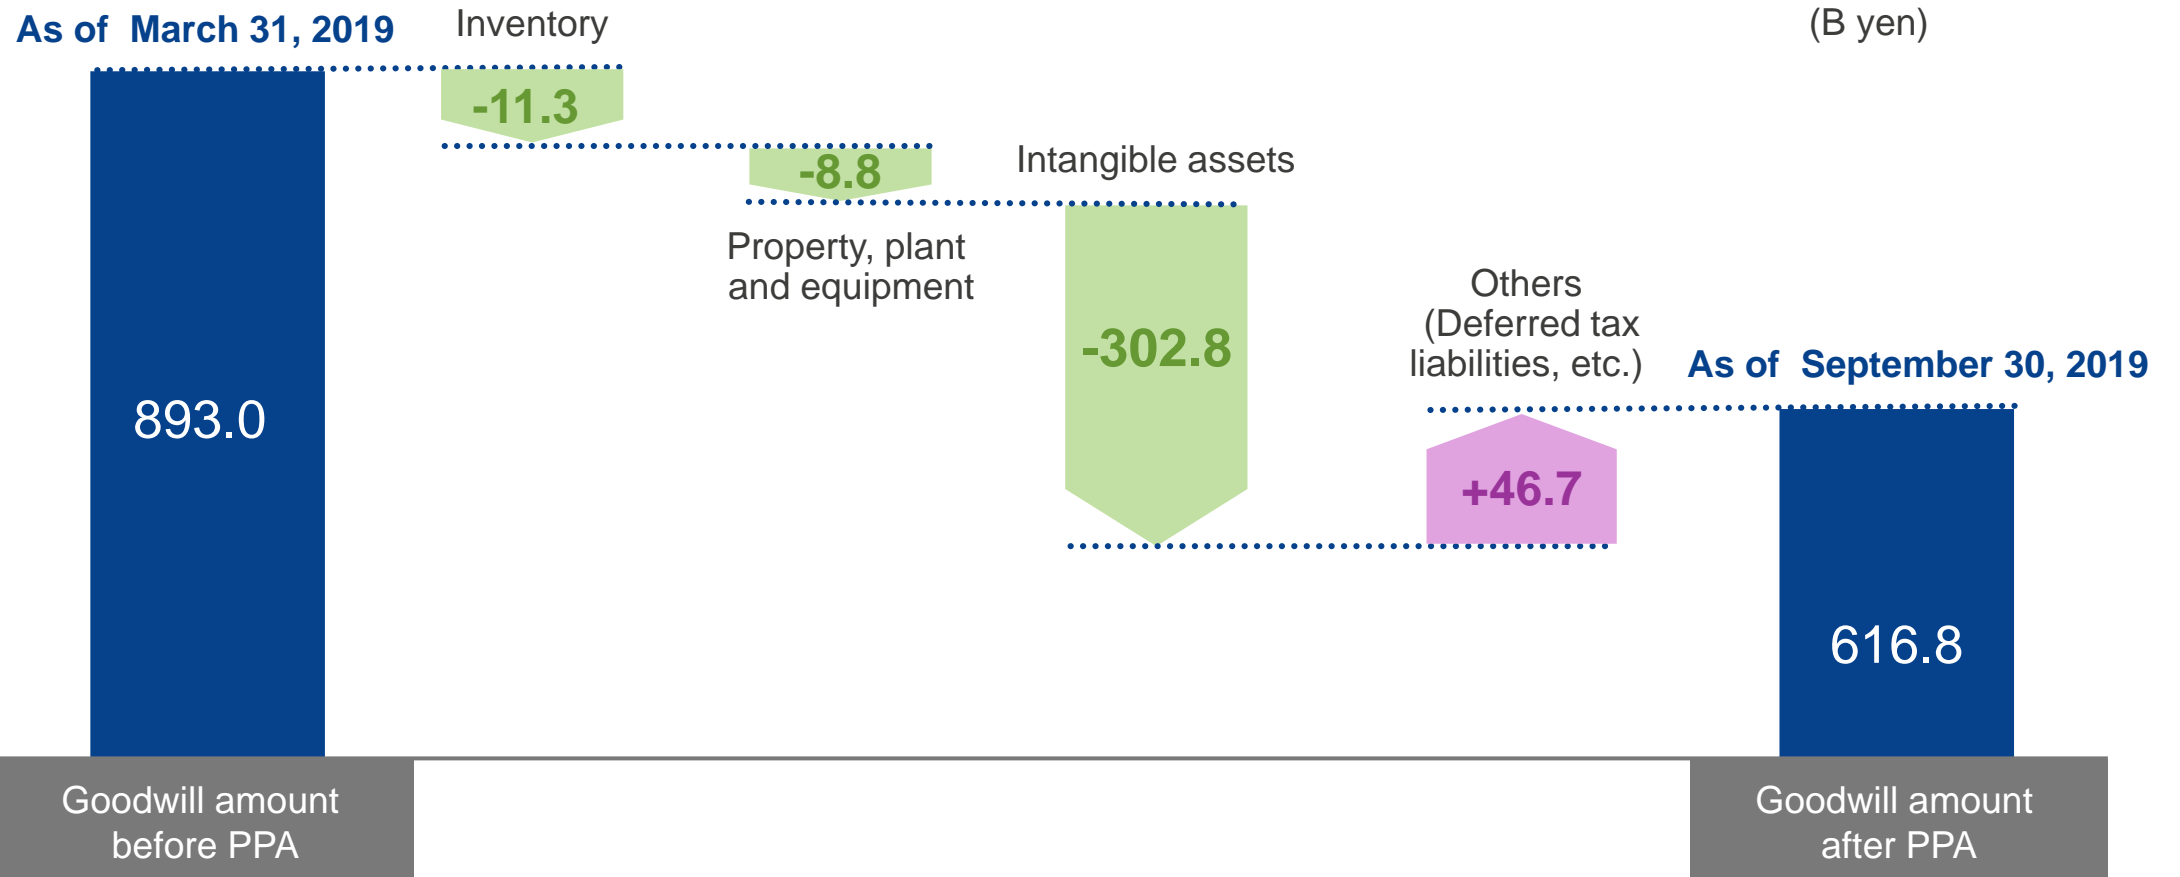 As of March 31, 2019
Inventory
(B yen)
-11.3
-8.8
Intangible assets
Property, plant
and equipment
Others
(Deferred tax
liabilities, etc.)
As of September 30, 2019
-302.8
893.0
+46.7
616.8
Goodwill amount
before PPA
Goodwill amount
after PPA